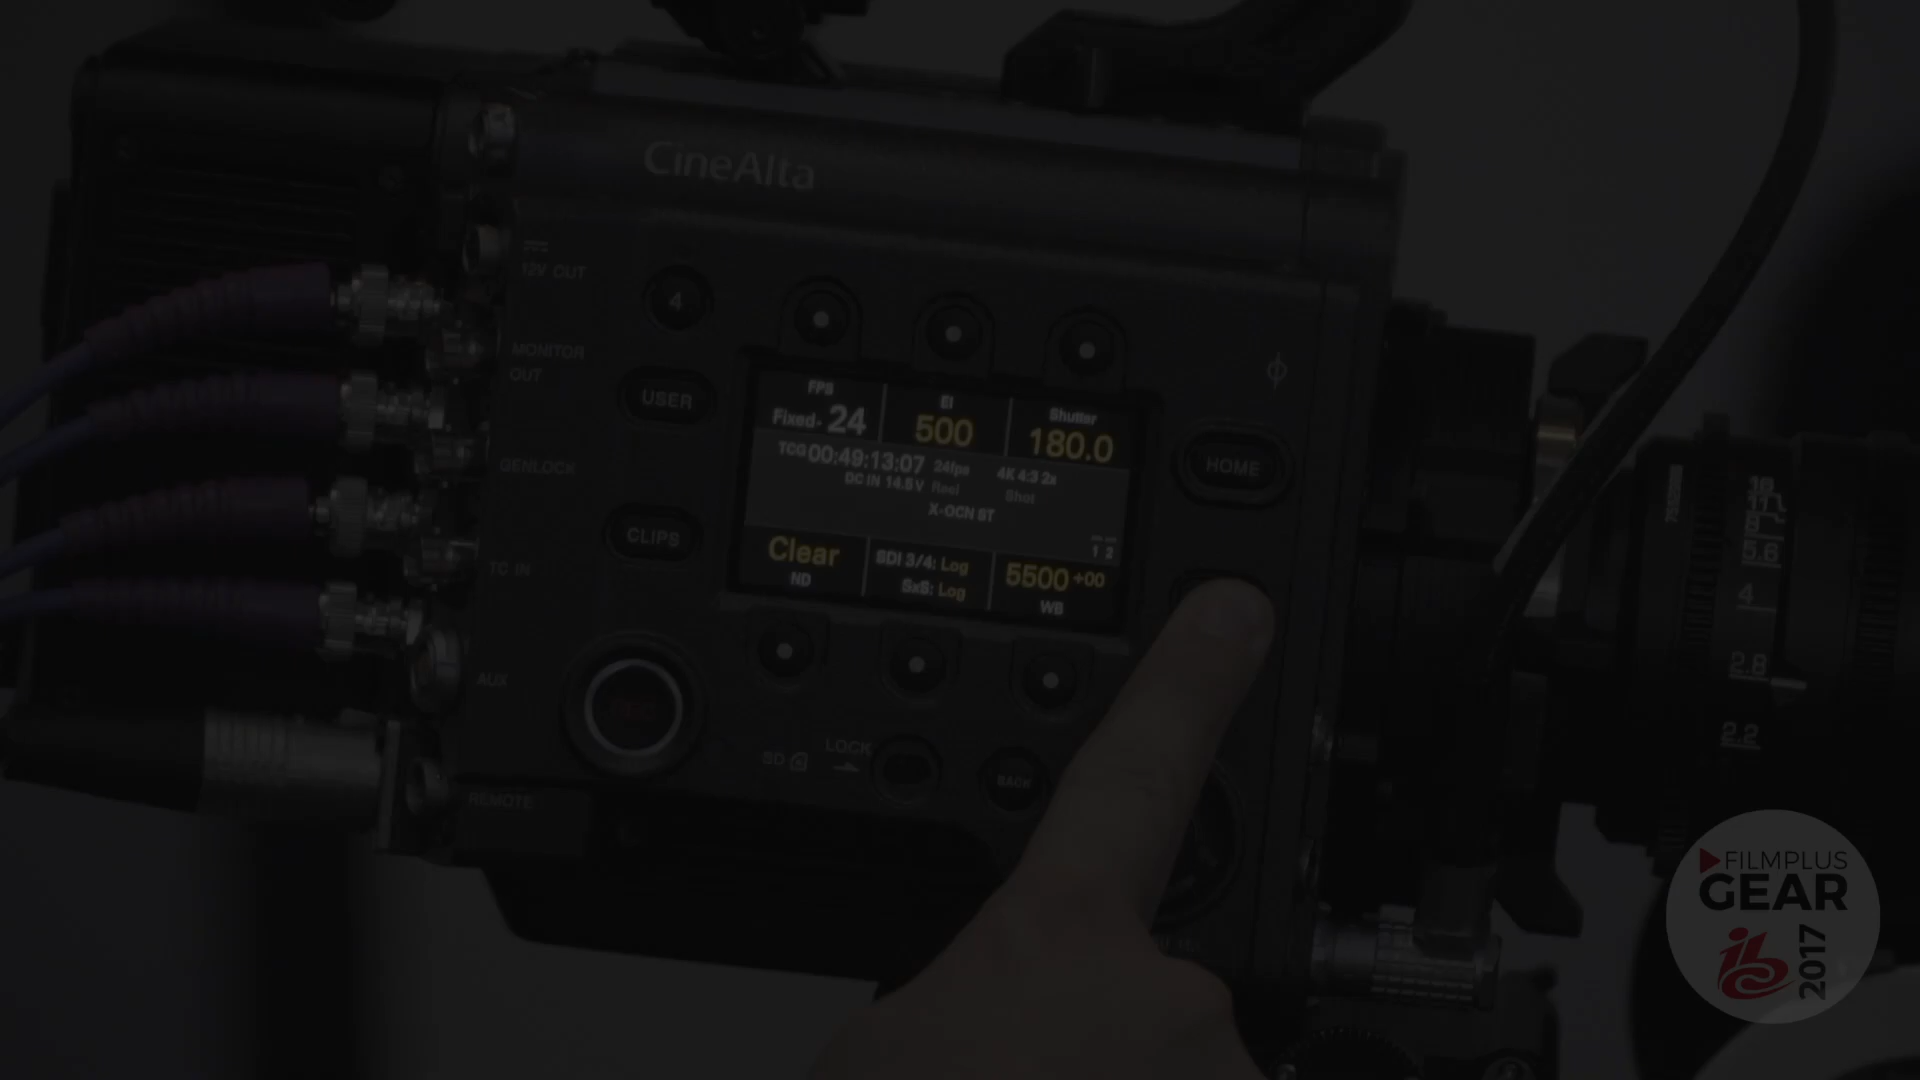 CineAlta
12V OUT
4
MONITOR
OUT
USER
FPS
Fixed- 24
EI
500
Shutter
180.0
TCG 00:49:13:07 24fps 4K 4:3 2x
DC IN 14.8 V Reel Shot
X-OCN ST
1 2
HOME
GENLOCK
CLIPS
Clear
ND
SDI 3/4: Log
SxS: Log
5500 +00
WB
TC IN
AUX
SD
LOCK
BACK
REMOTE
5.6
4
2.8
2.2
FILMPLUS
GEAR
ibc
2017